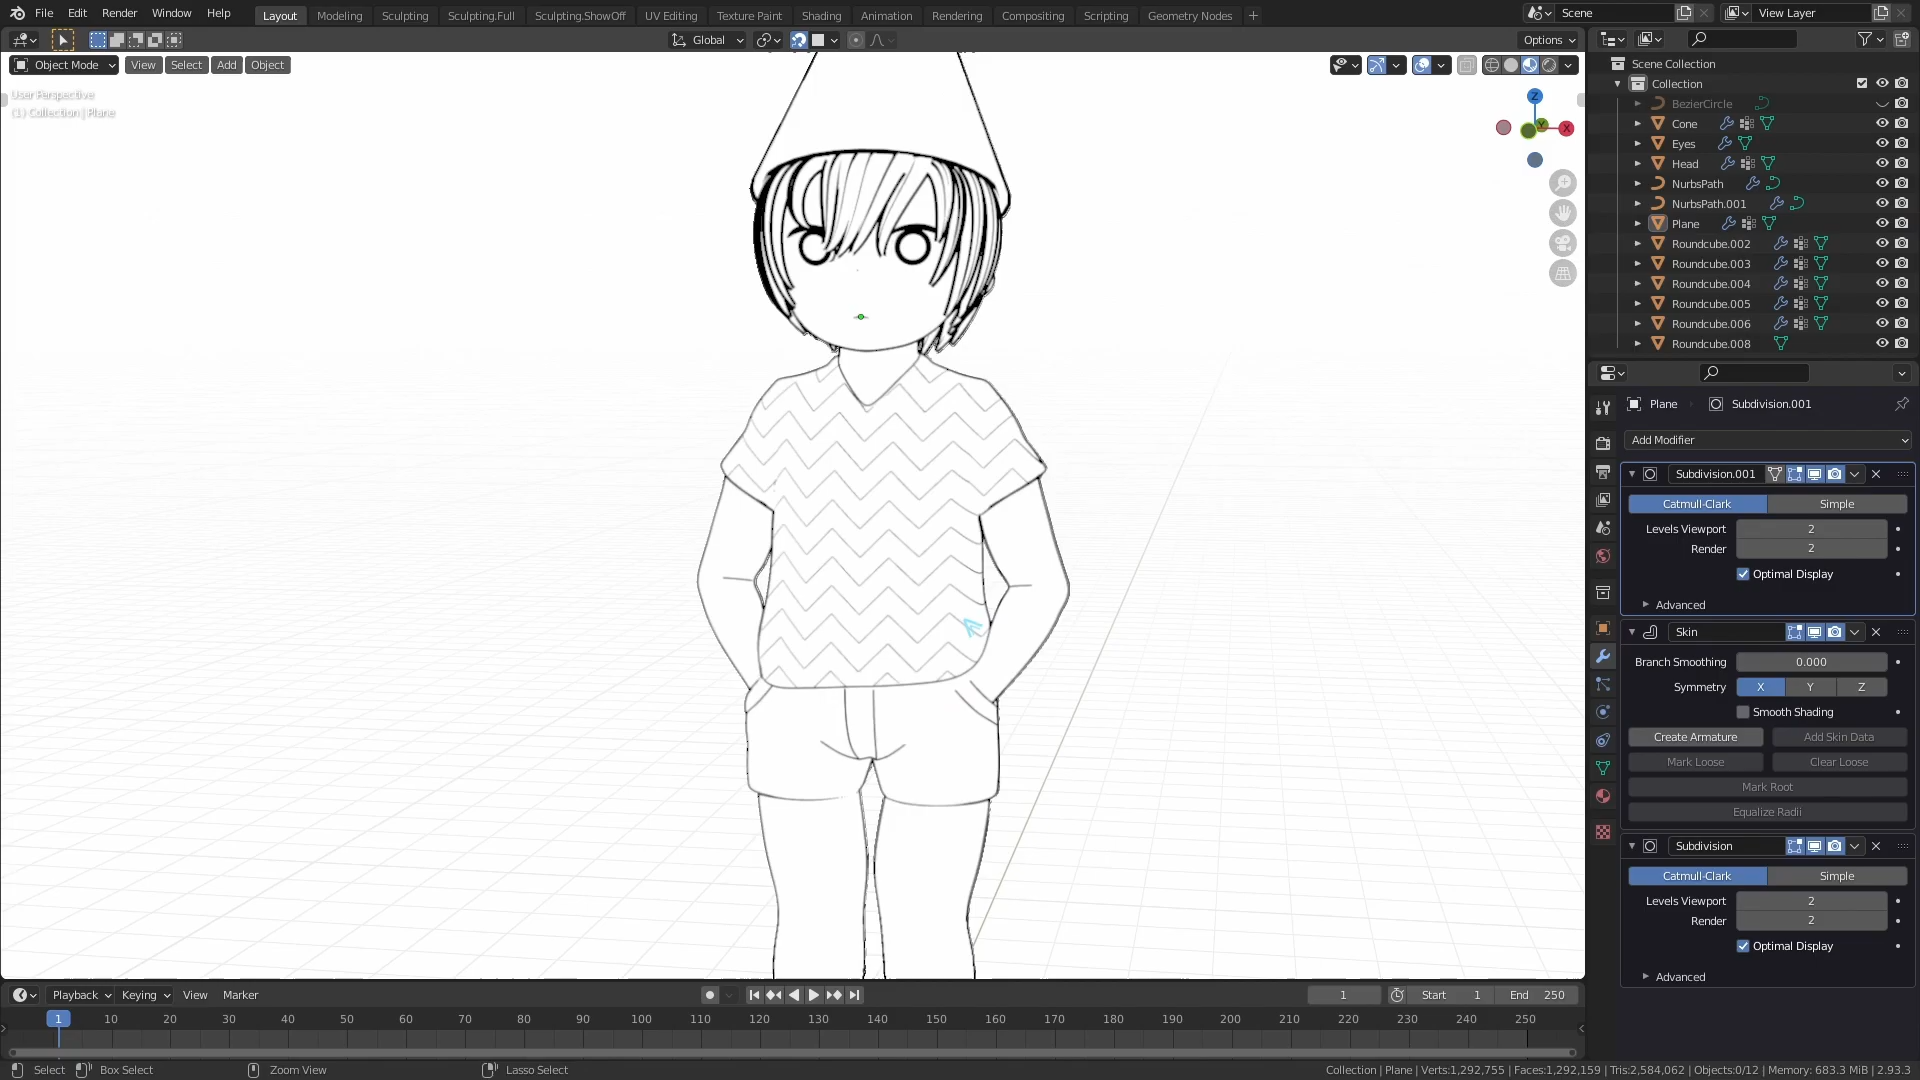 File Edit Render Window Help Layout Modeling Sculpting Sculpting.Full Sculpting.ShowOff UV Editing Texture Paint Shading Animation Rendering Compositing Scripting Geometry Nodes Scene View Layer
Global Options
Object Mode View Select Add Object
User Perspective
(1) Collection | Plane
Z
Y
X
Scene Collection
Collection
BezierCircle
Cone
Eyes
Head
NurbsPath
NurbsPath.001
Plane
Roundcube.002
Roundcube.003
Roundcube.004
Roundcube.005
Roundcube.006
Roundcube.008
Plane Subdivision.001
Add Modifier
Subdivision.001
Catmull-Clark Simple
Levels Viewport 2
Render 2
Optimal Display
Advanced
Skin
Branch Smoothing 0.000
Symmetry X Y Z
Smooth Shading
Create Armature Add Skin Data
Mark Loose Clear Loose
Mark Root
Equalize Radii
Subdivision
Catmull-Clark Simple
Levels Viewport 2
Render 2
Optimal Display
Advanced
Playback Keying View Marker 1 Start 1 End 250
1 10 20 30 40 50 60 70 80 90 100 110 120 130 140 150 160 170 180 190 200 210 220 230 240 250
Select Box Select Zoom View Lasso Select Collection | Plane | Verts:1,292,755 | Faces:1,292,159 | Tris:2,584,062 | Objects:0/12 | Memory: 683.3 MiB | 2.93.3